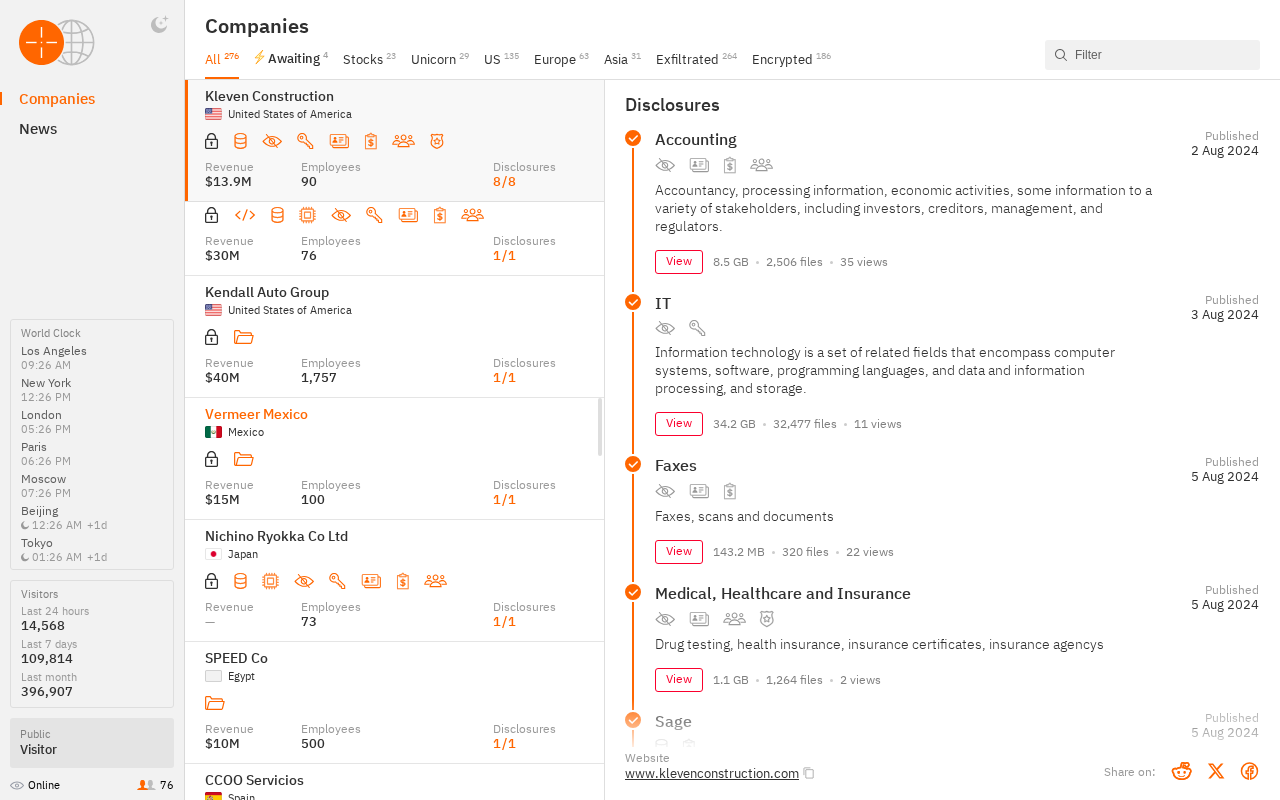 Companies
News
World Clock
Los Angeles
09:26 AM
New York
12:26 PM
London
05:26 PM
Paris
06:26 PM
Moscow
07:26 PM
Beijing
12:26 AM +1d
Tokyo
01:26 AM +1d
Visitors
Last 24 hours
14,568
Last 7 days
109,814
Last month
396,907
Public
Visitor
Online 76
Companies
All 276 Awaiting 4 Stocks 23 Unicorn 29 US 135 Europe 63 Asia 31 Exfiltrated 264 Encrypted 186
Filter
Kleven Construction
United States of America
Revenue Employees Disclosures
$13.9M 90 8/8
Revenue Employees Disclosures
$30M 76 1/1
Kendall Auto Group
United States of America
Revenue Employees Disclosures
$40M 1,757 1/1
Vermeer Mexico
Mexico
Revenue Employees Disclosures
$15M 100 1/1
Nichino Ryokka Co Ltd
Japan
Revenue Employees Disclosures
— 73 1/1
SPEED Co
Egypt
Revenue Employees Disclosures
$10M 500 1/1
CCOO Servicios
Spain
Disclosures
Accounting
Published
2 Aug 2024
Accountancy, processing information, economic activities, some information to a
variety of stakeholders, including investors, creditors, management, and
regulators.
View 8.5 GB • 2,506 files • 35 views
IT
Published
3 Aug 2024
Information technology is a set of related fields that encompass computer
systems, software, programming languages, and data and information
processing, and storage.
View 34.2 GB • 32,477 files • 11 views
Faxes
Published
5 Aug 2024
Faxes, scans and documents
View 143.2 MB • 320 files • 22 views
Medical, Healthcare and Insurance
Published
5 Aug 2024
Drug testing, health insurance, insurance certificates, insurance agencys
View 1.1 GB • 1,264 files • 2 views
Sage
Published
5 Aug 2024
Website
www.klevenconstruction.com
Share on: